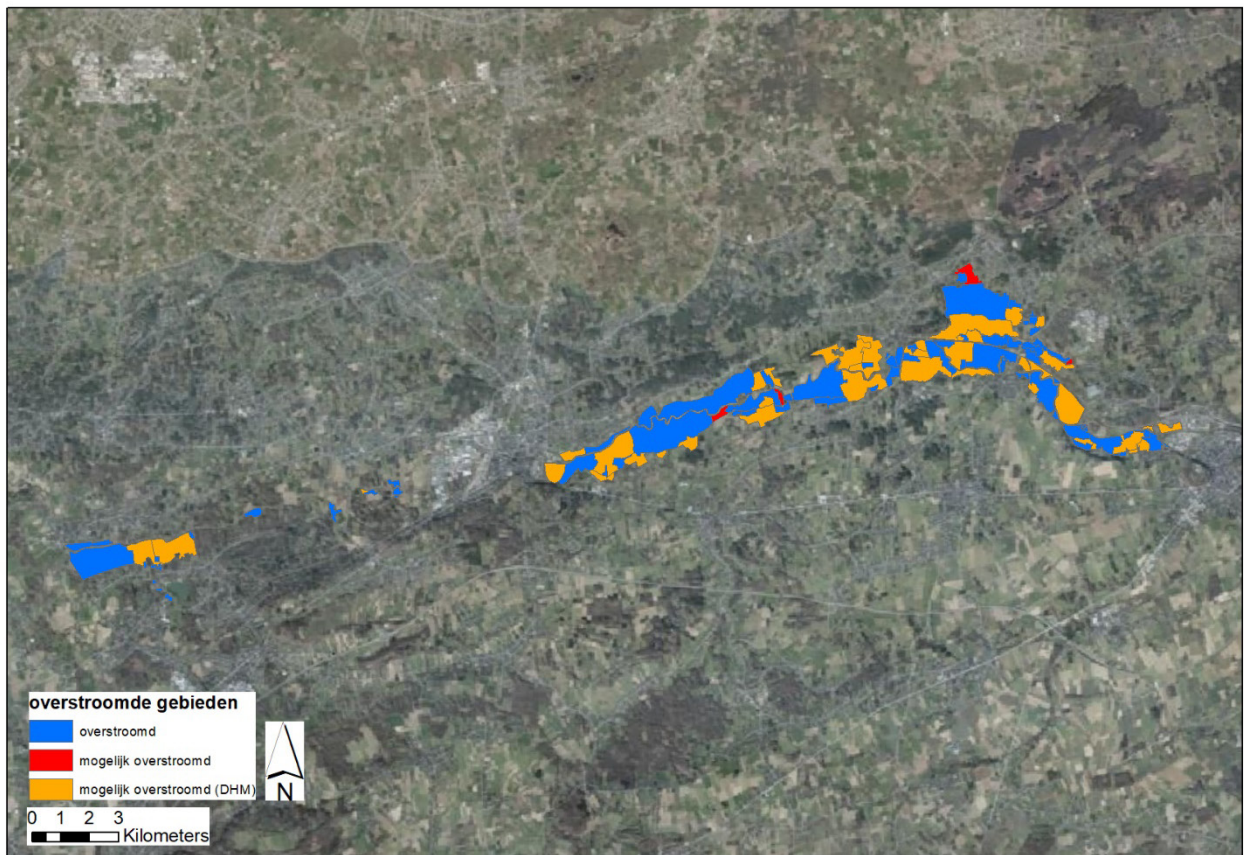 overstroomde gebieden
overstroomd
mogelijk overstroomd
mogelijk overstroomd (DHM)
N
0 1 2 3
Kilometers